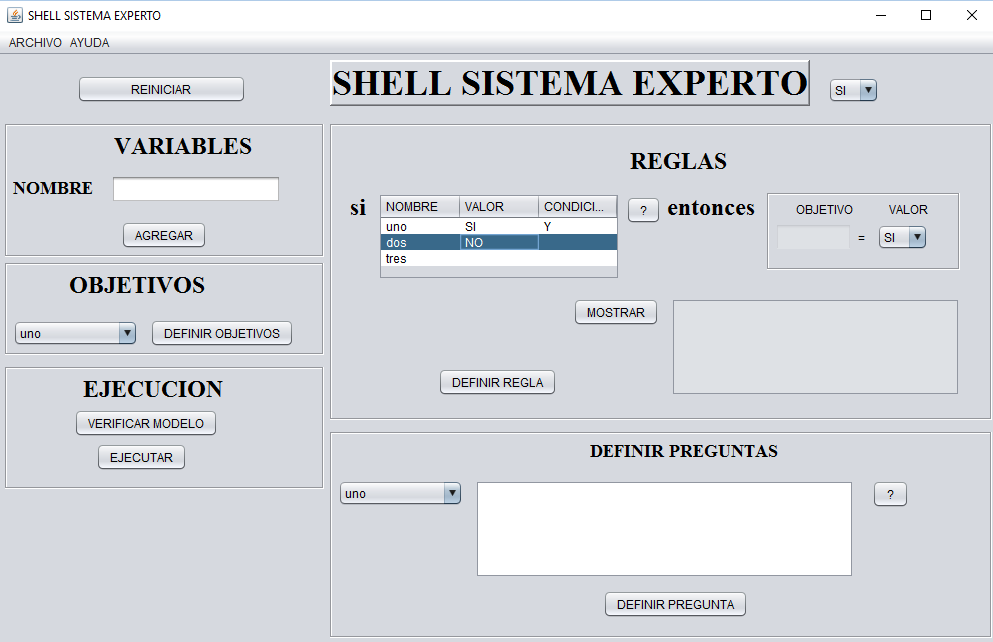 SHELL SISTEMA EXPERTO
ARCHIVO AYUDA
REINICIAR
SHELL SISTEMA EXPERTO
SI
VARIABLES
NOMBRE
AGREGAR
OBJETIVOS
uno
DEFINIR OBJETIVOS
EJECUCION
VERIFICAR MODELO
EJECUTAR
REGLAS
si
NOMBRE VALOR CONDICI...
uno SI Y
dos NO
tres
?
entonces
OBJETIVO VALOR
= SI
MOSTRAR
DEFINIR REGLA
DEFINIR PREGUNTAS
uno
?
DEFINIR PREGUNTA